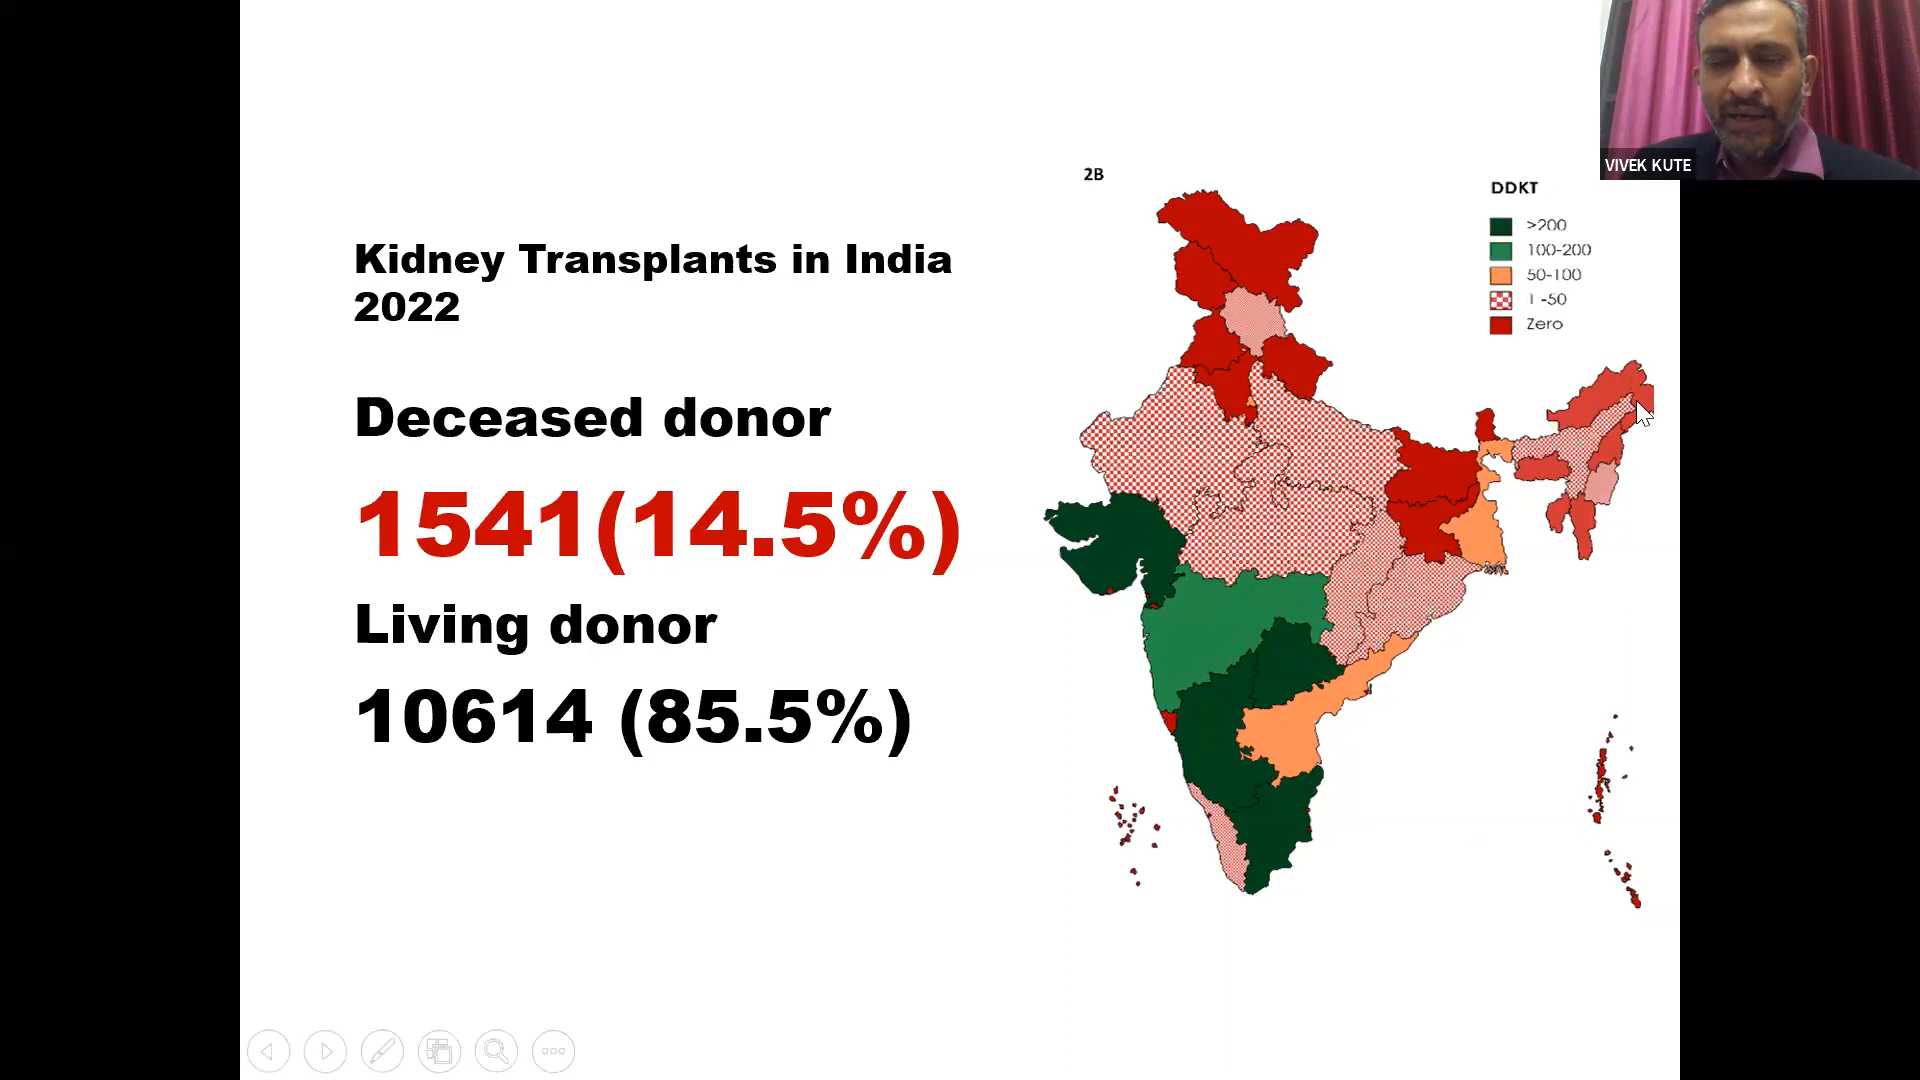 VIVEK KUTE
2B
DDKT
>200
100-200
50-100
1 -50
Zero
Kidney Transplants in India
2022
Deceased donor
1541(14.5%)
Living donor
10614 (85.5%)